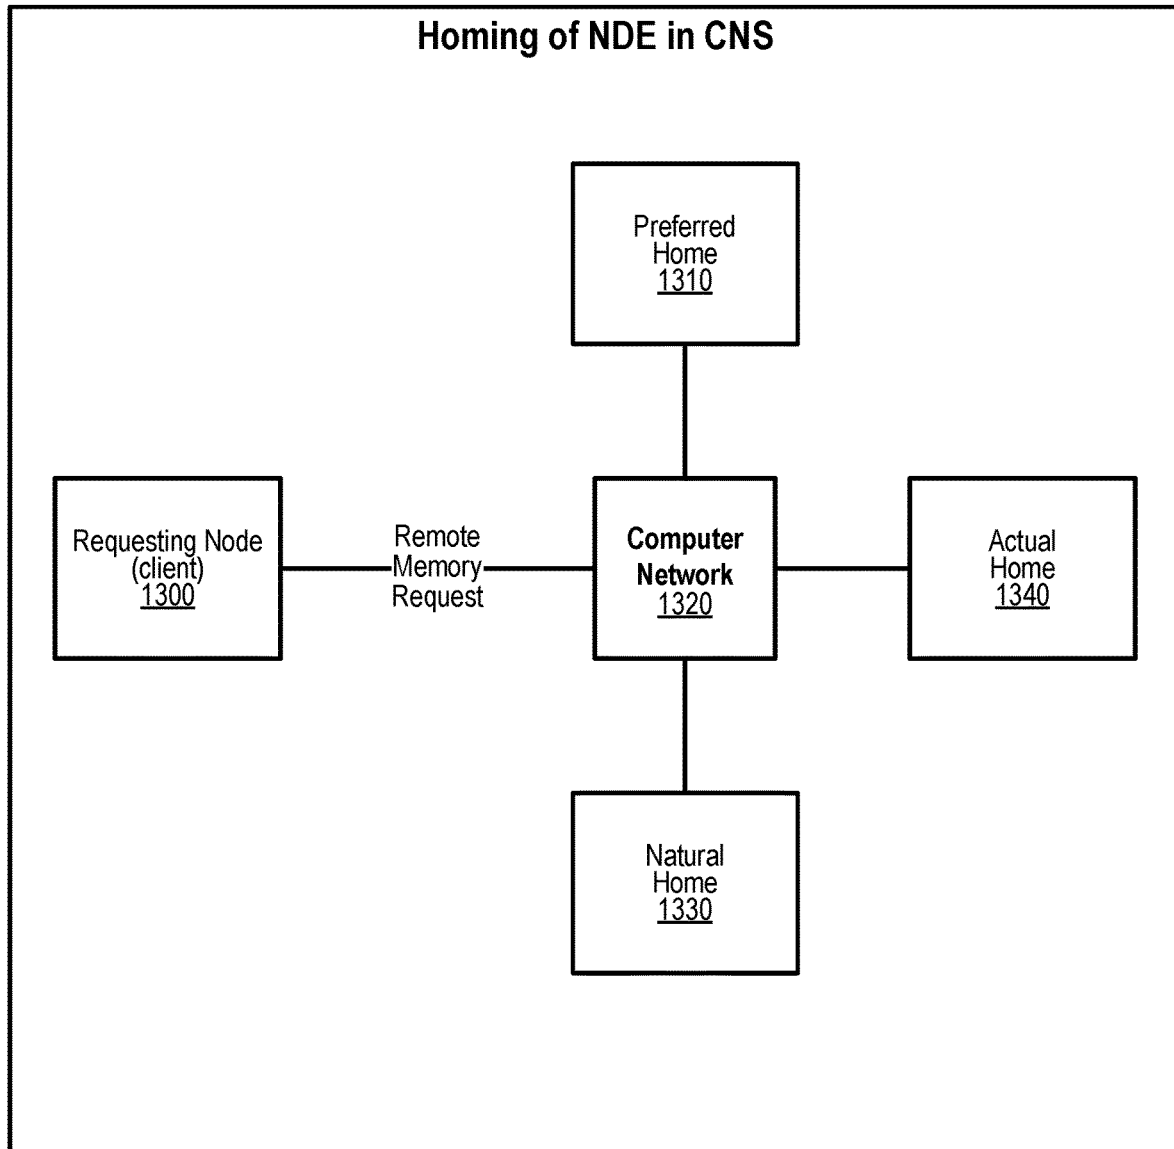 Homing of NDE in CNS
Preferred
Home
1310
Requesting Node
(client)
1300
Remote
Memory
Request
Computer
Network
1320
Actual
Home
1340
Natural
Home
1330